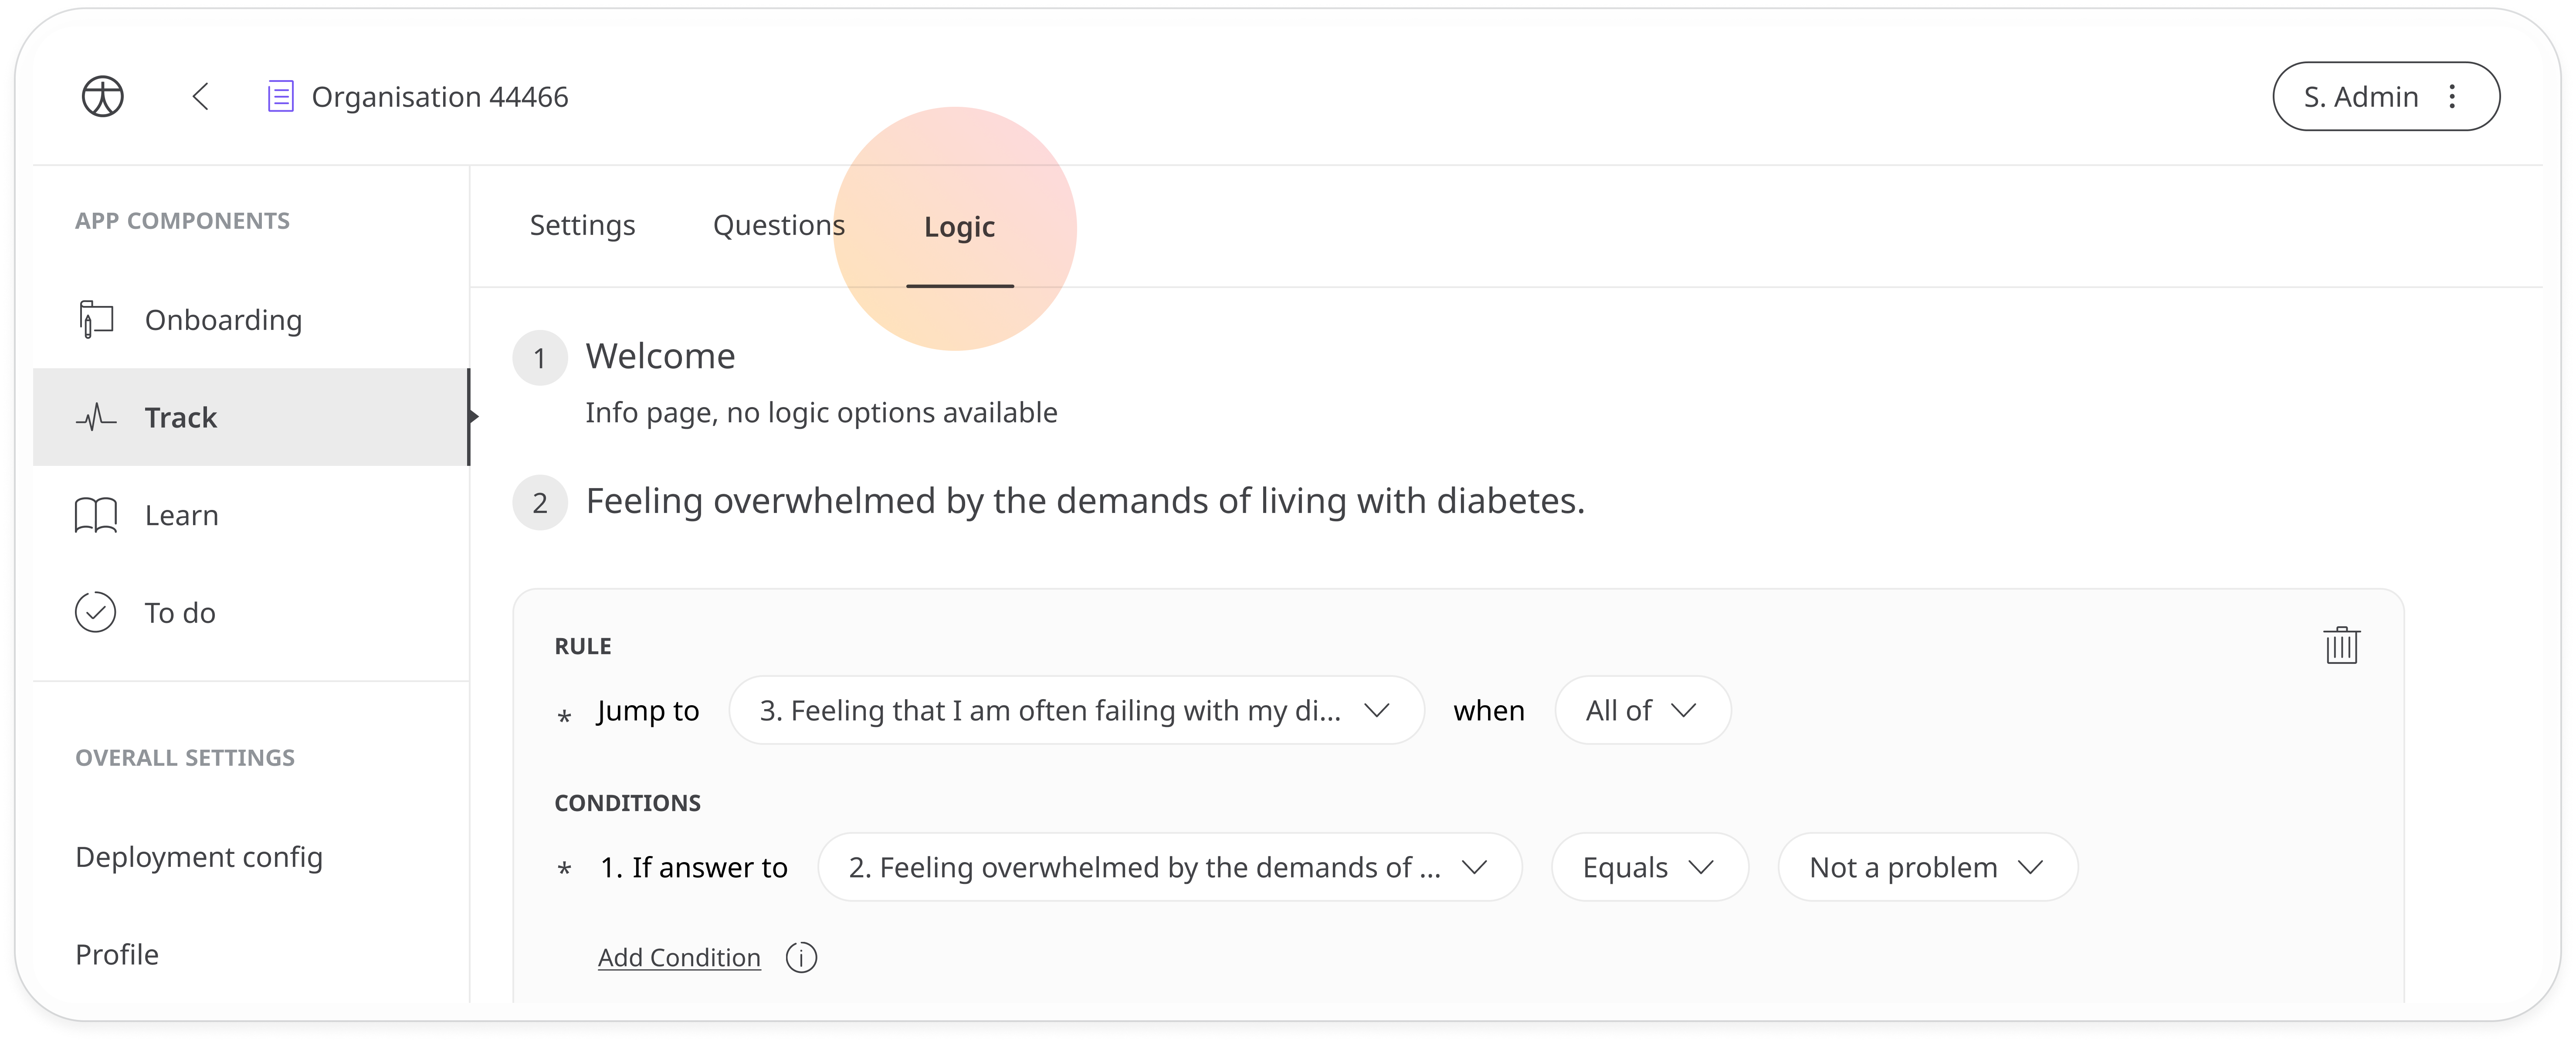 Organisation 44466
S. Admin
APP COMPONENTS
Onboarding
Track
Learn
To do
OVERALL SETTINGS
Deployment config
Profile
Settings Questions Logic
1 Welcome
Info page, no logic options available
2 Feeling overwhelmed by the demands of living with diabetes.
RULE
* Jump to 3. Feeling that I am often failing with my di... when All of
CONDITIONS
* 1. If answer to 2. Feeling overwhelmed by the demands of ... Equals Not a problem
Add Condition i